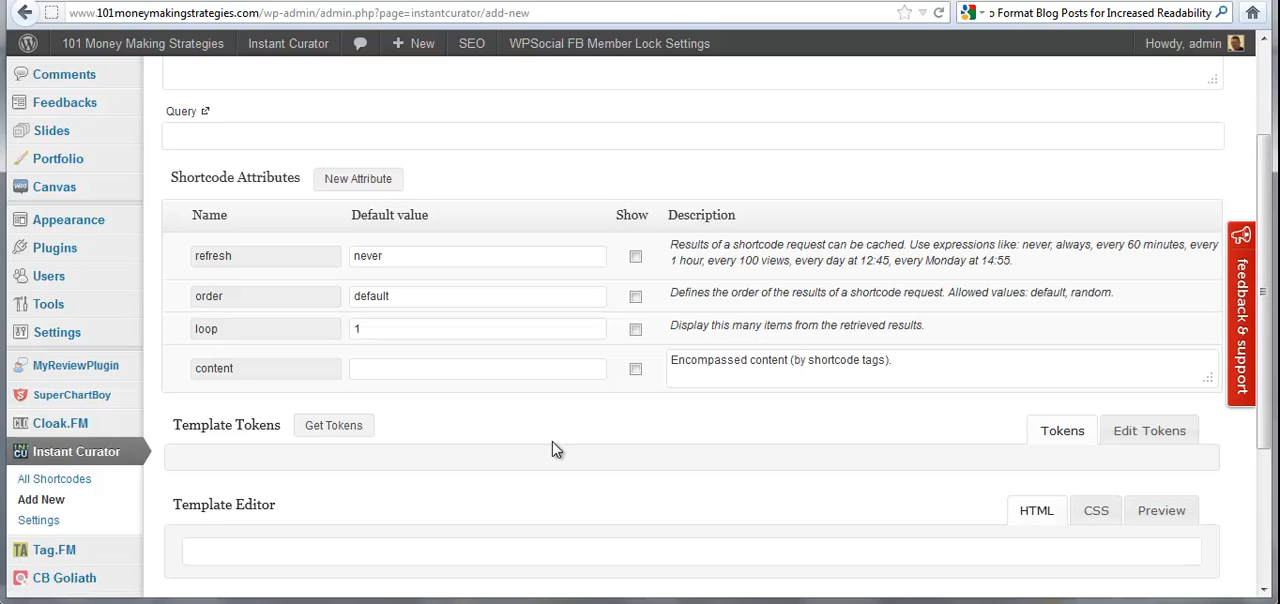 www.101moneymakingstrategies.com/wp-admin/admin.php?page=instantcurator/add-new
o Format Blog Posts for Increased Readability
101 Money Making Strategies Instant Curator + New SEO WPSocial FB Member Lock Settings Howdy, admin
Comments
Feedbacks
Slides
Portfolio
Canvas
Appearance
Plugins
Users
Tools
Settings
MyReviewPlugin
SuperChartBoy
Cloak.FM
Instant Curator
All Shortcodes
Add New
Settings
Tag.FM
CB Goliath
Query
Shortcode Attributes New Attribute
Name Default value Show Description
refresh never Results of a shortcode request can be cached. Use expressions like: never, always, every 60 minutes, every
1 hour, every 100 views, every day at 12:45, every Monday at 14:55.
order default Defines the order of the results of a shortcode request. Allowed values: default, random.
loop 1 Display this many items from the retrieved results.
content Encompassed content (by shortcode tags).
Template Tokens Get Tokens Tokens Edit Tokens
Template Editor HTML CSS Preview
feedback & support